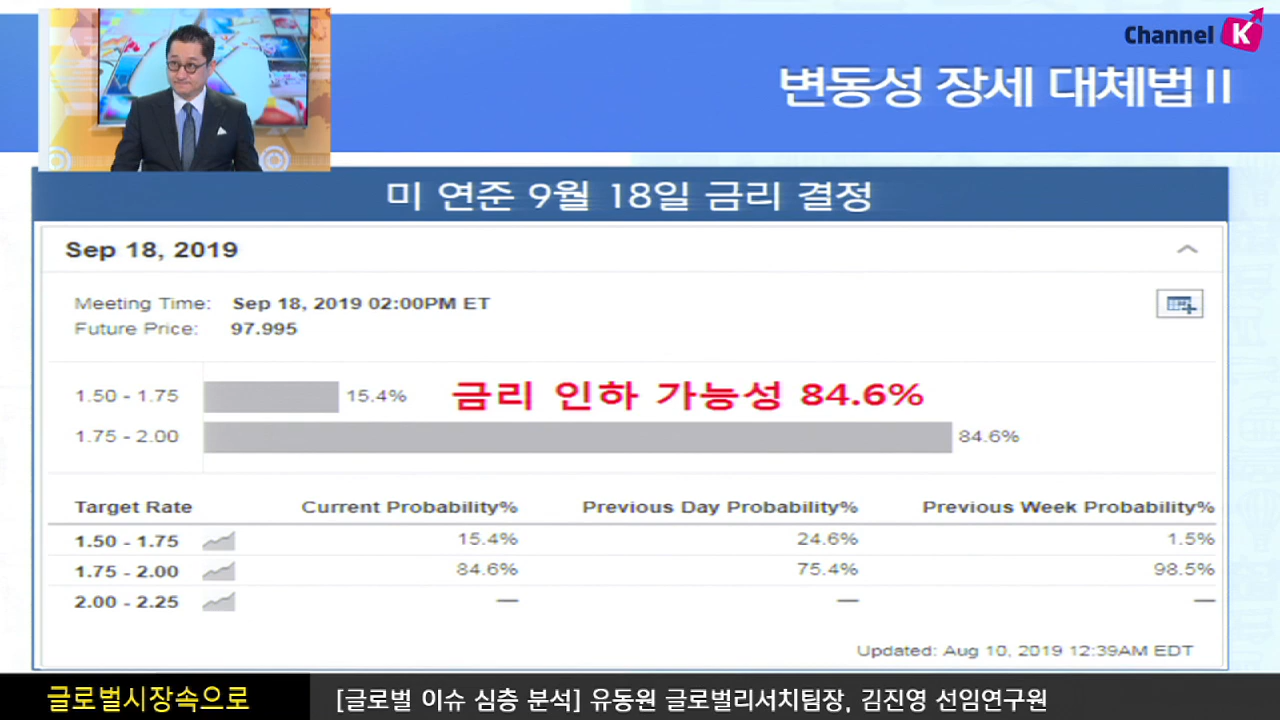 Channel K
변동성 장세 대체법 II
미 연준 9월 18일 금리 결정
Sep 18, 2019
Meeting Time: Sep 18, 2019 02:00PM ET
Future Price: 97.995
1.50 - 1.75 15.4% 금리 인하 가능성 84.6%
1.75 - 2.00 84.6%
Target Rate Current Probability% Previous Day Probability% Previous Week Probability%
1.50 - 1.75 15.4% 24.6% 1.5%
1.75 - 2.00 84.6% 75.4% 98.5%
2.00 - 2.25 — — —
Updated: Aug 10, 2019 12:39AM EDT
글로벌시장속으로 [글로벌 이슈 심층 분석] 유동원 글로벌리서치팀장, 김진영 선임연구원